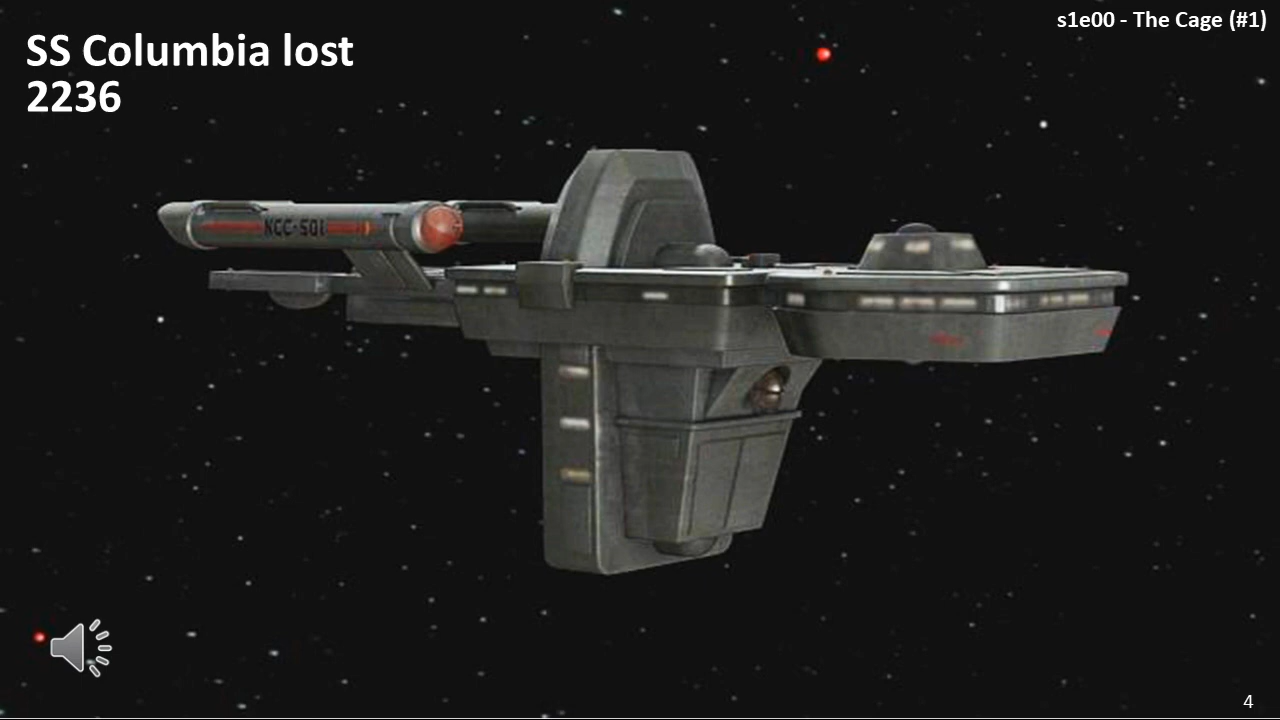 s1e00 - The Cage (#1)
SS Columbia lost
2236
NCC-501
4